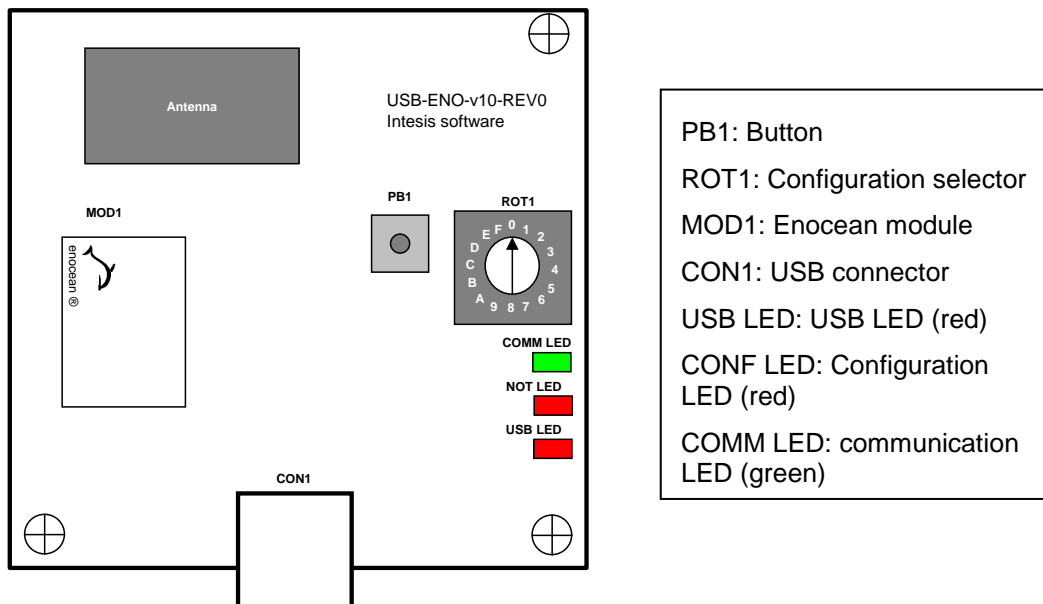 Antenna
USB-ENO-v10-REV0
Intesis software
MOD1
PB1
ROT1
enocean ®
0 1 2 3 4 5 6 7 8 9 A B C D E F
COMM LED
NOT LED
USB LED
CON1
PB1: Button
ROT1: Configuration selector
MOD1: Enocean module
CON1: USB connector
USB LED: USB LED (red)
CONF LED: Configuration
LED (red)
COMM LED: communication
LED (green)